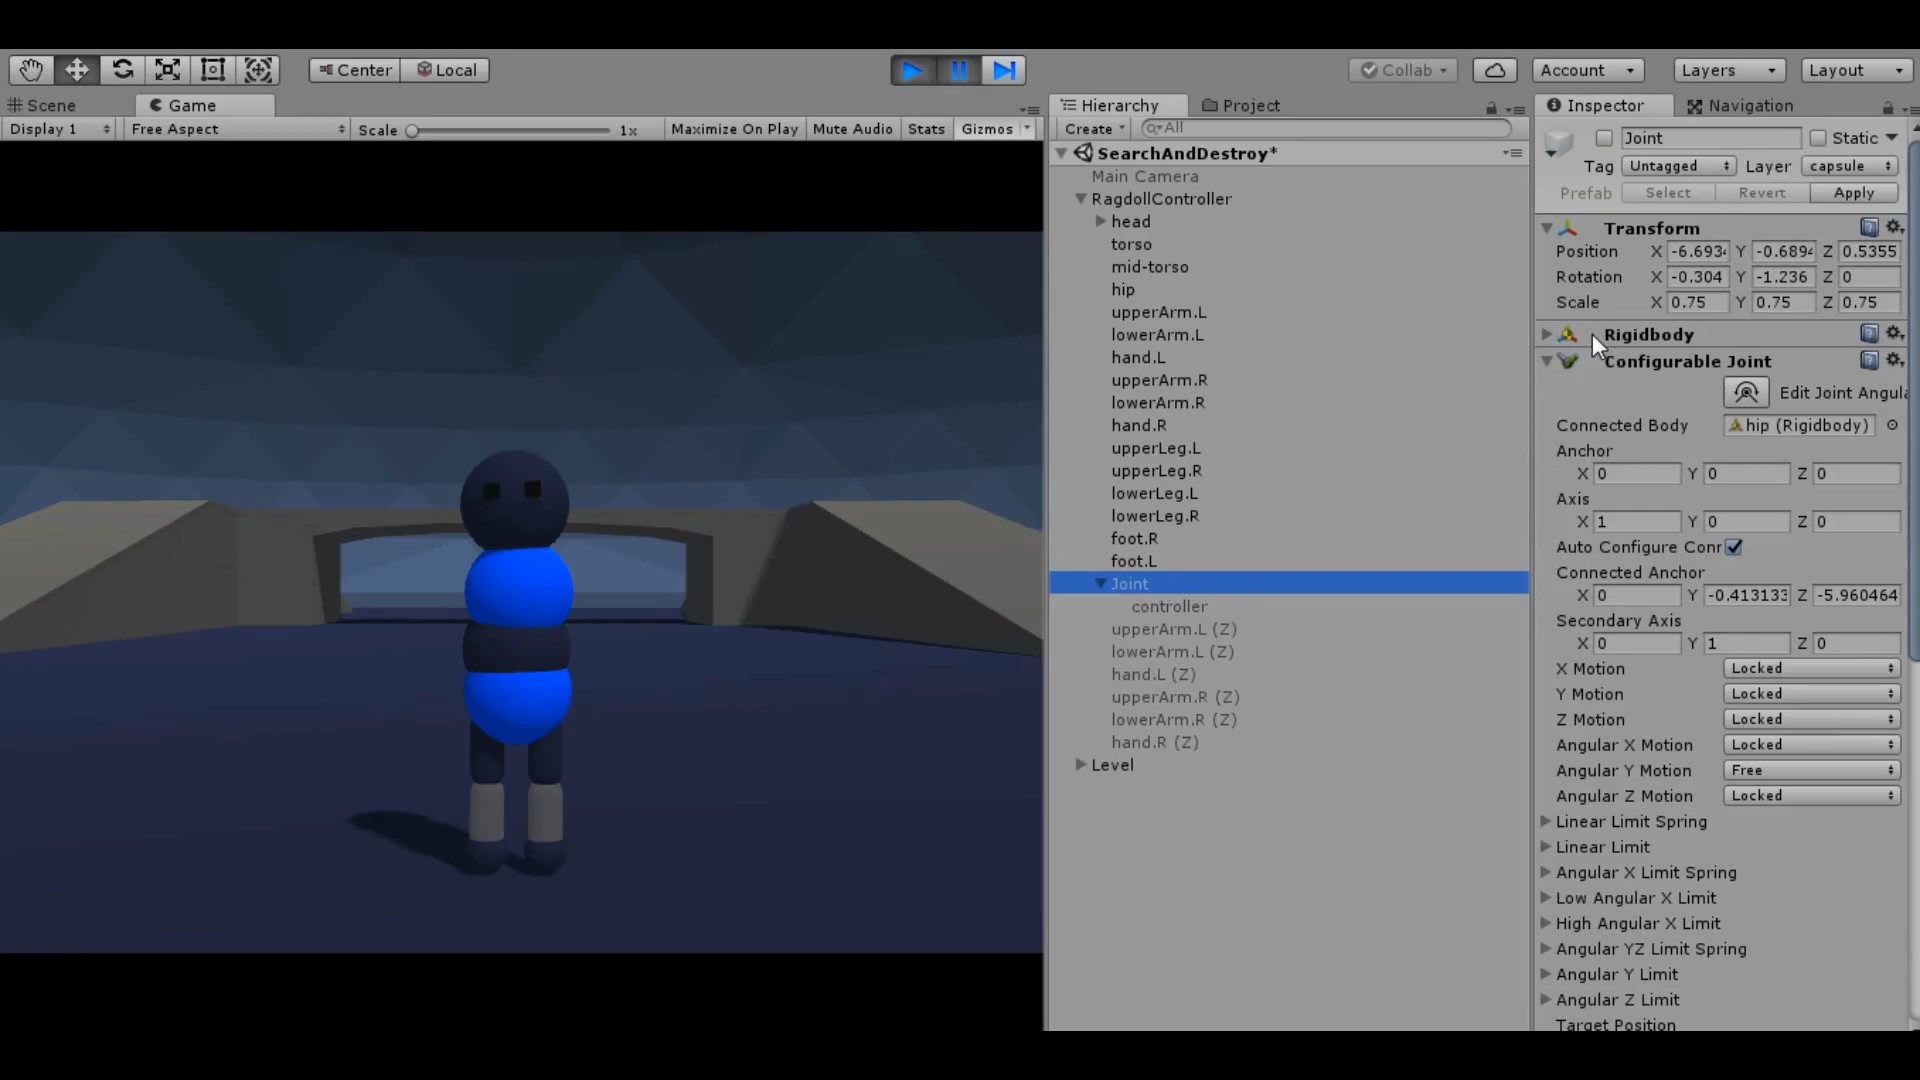 Center Local Collab Account Layers Layout
Scene Game Hierarchy Project Inspector Navigation
Display 1 Free Aspect Scale 1x Maximize On Play Mute Audio Stats Gizmos Create All
Joint Static
SearchAndDestroy*
Tag Untagged Layer capsule
Main Camera
Prefab Select Revert Apply
RagdollController
head
Transform
torso
Position X -6.693 Y -0.689 Z 0.5355
mid-torso
Rotation X -0.304 Y -1.236 Z 0
hip
Scale X 0.75 Y 0.75 Z 0.75
upperArm.L
lowerArm.L
Rigidbody
hand.L
Configurable Joint
upperArm.R
Edit Joint Angula
lowerArm.R
hand.R
Connected Body hip (Rigidbody)
upperLeg.L
Anchor
upperLeg.R
X 0 Y 0 Z 0
lowerLeg.L
Axis
lowerLeg.R
X 1 Y 0 Z 0
foot.R
Auto Configure Conr
foot.L
Connected Anchor
Joint
X 0 Y -0.413133 Z -5.960464
controller
Secondary Axis
upperArm.L (Z)
X 0 Y 1 Z 0
lowerArm.L (Z)
X Motion Locked
hand.L (Z)
Y Motion Locked
upperArm.R (Z)
Z Motion Locked
lowerArm.R (Z)
Angular X Motion Locked
hand.R (Z)
Level
Angular Y Motion Free
Angular Z Motion Locked
Linear Limit Spring
Linear Limit
Angular X Limit Spring
Low Angular X Limit
High Angular X Limit
Angular YZ Limit Spring
Angular Y Limit
Angular Z Limit
Target Position